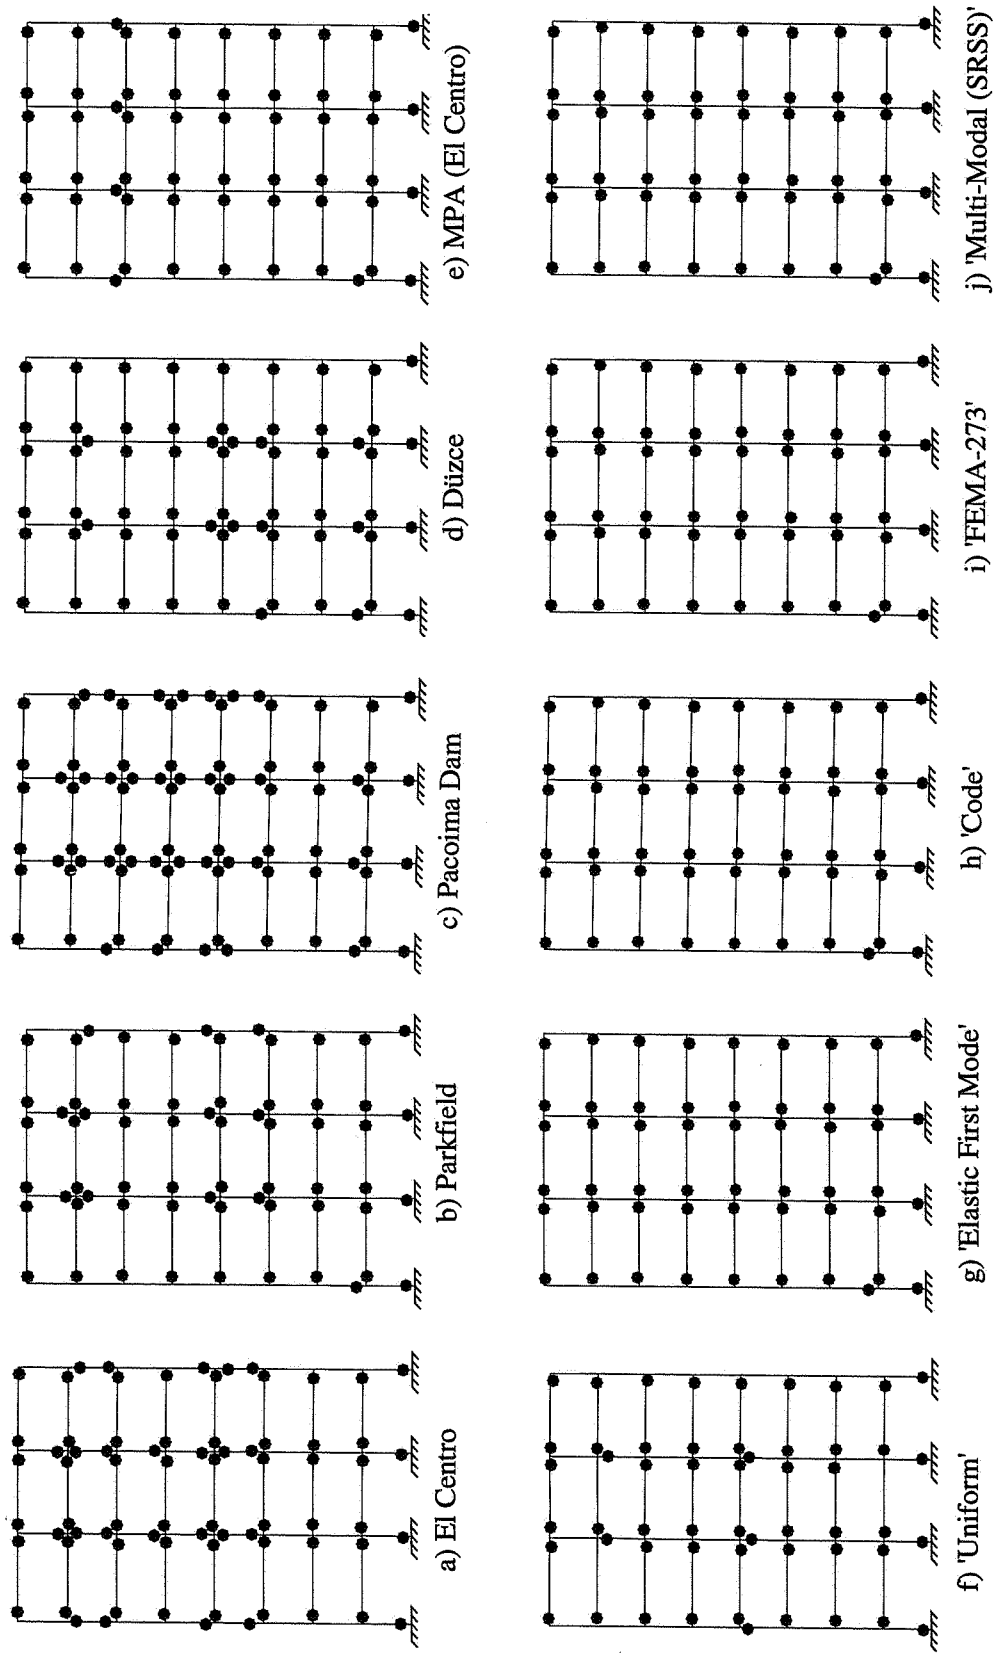 a) El Centro
b) Parkfield
c) Pacoima Dam
d) Düzce
e) MPA (El Centro)
f) 'Uniform'
g) 'Elastic First Mode'
h) 'Code'
i) 'FEMA-273'
j) 'Multi-Modal (SRSS)'